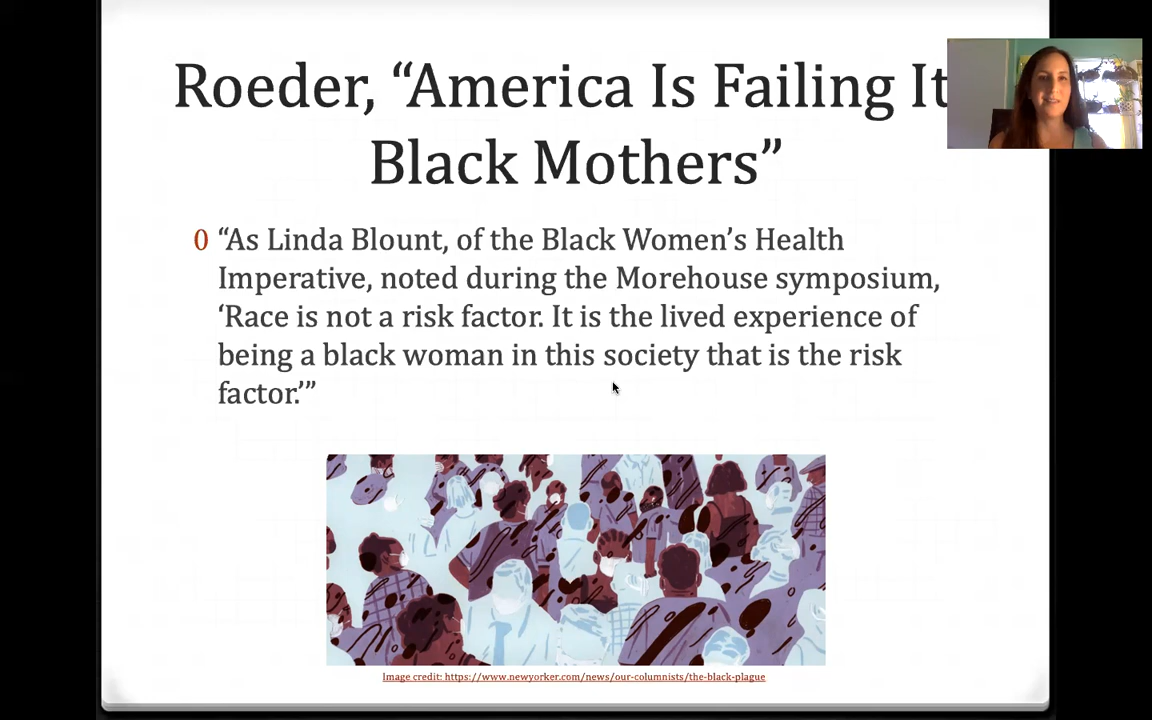 Roeder, “America Is Failing It
Black Mothers”
0 “As Linda Blount, of the Black Women’s Health
Imperative, noted during the Morehouse symposium,
‘Race is not a risk factor. It is the lived experience of
being a black woman in this society that is the risk
factor.’”
Image credit: https://www.newyorker.com/news/our-columnists/the-black-plague